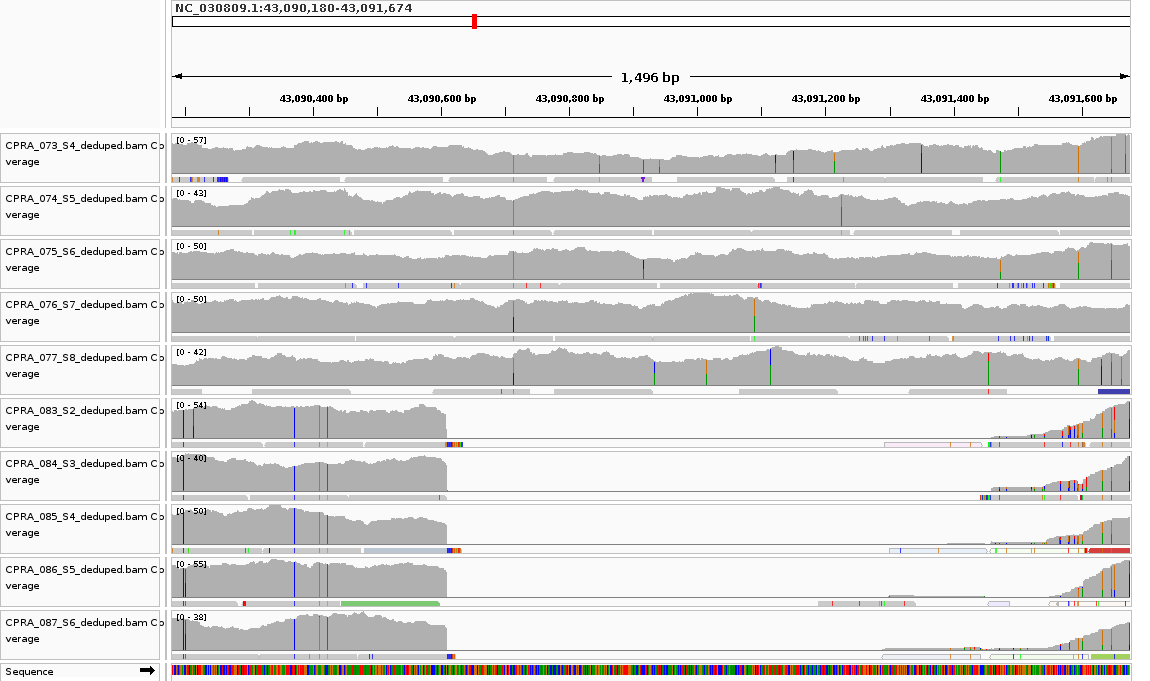 NC_030809.1:43,090,180-43,091,674
1,496 bp
43,090,400 bp 43,090,600 bp 43,090,800 bp 43,091,000 bp 43,091,200 bp 43,091,400 bp 43,091,600 bp
CPRA_073_S4_deduped.bam Co
verage
[0 - 57]
CPRA_074_S5_deduped.bam Co
verage
[0 - 43]
CPRA_075_S6_deduped.bam Co
verage
[0 - 50]
CPRA_076_S7_deduped.bam Co
verage
[0 - 50]
CPRA_077_S8_deduped.bam Co
verage
[0 - 42]
CPRA_083_S2_deduped.bam Co
verage
[0 - 54]
CPRA_084_S3_deduped.bam Co
verage
[0 - 40]
CPRA_085_S4_deduped.bam Co
verage
[0 - 50]
CPRA_086_S5_deduped.bam Co
verage
[0 - 55]
CPRA_087_S6_deduped.bam Co
verage
[0 - 38]
Sequence